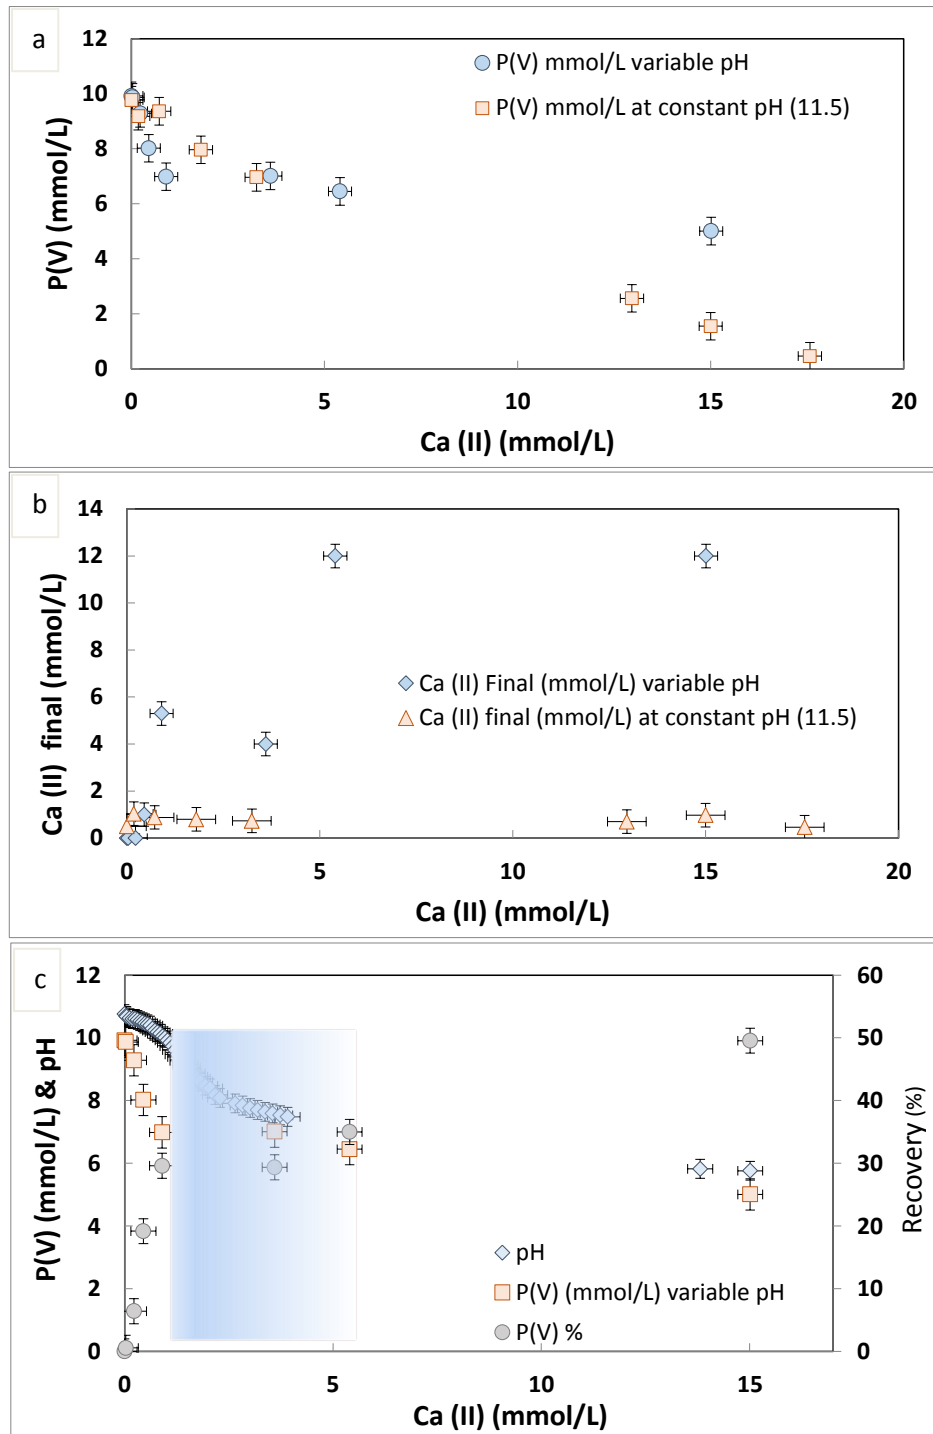 a
12
10
8
6
4
2
0
P(V) (mmol/L)
P(V) mmol/L variable pH
P(V) mmol/L at constant pH (11.5)
0 5 10 15 20
Ca (II) (mmol/L)
b
14
12
10
8
6
4
2
0
Ca (II) final (mmol/L)
Ca (II) Final (mmol/L) variable pH
Ca (II) final (mmol/L) at constant pH (11.5)
0 5 10 15 20
Ca (II) (mmol/L)
c
12
10
8
6
4
2
0
P(V) (mmol/L) & pH
60
50
40
30
20
10
0
Recovery (%)
pH
P(V) (mmol/L) variable pH
P(V) %
0 5 10 15
Ca (II) (mmol/L)